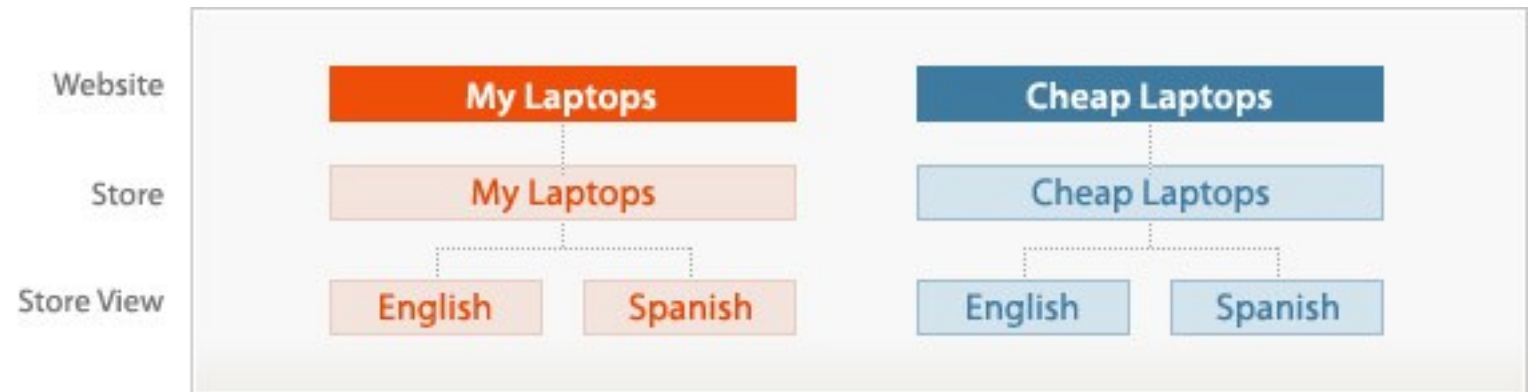 Website
My Laptops
Cheap Laptops
Store
My Laptops
Cheap Laptops
Store View
English
Spanish
English
Spanish